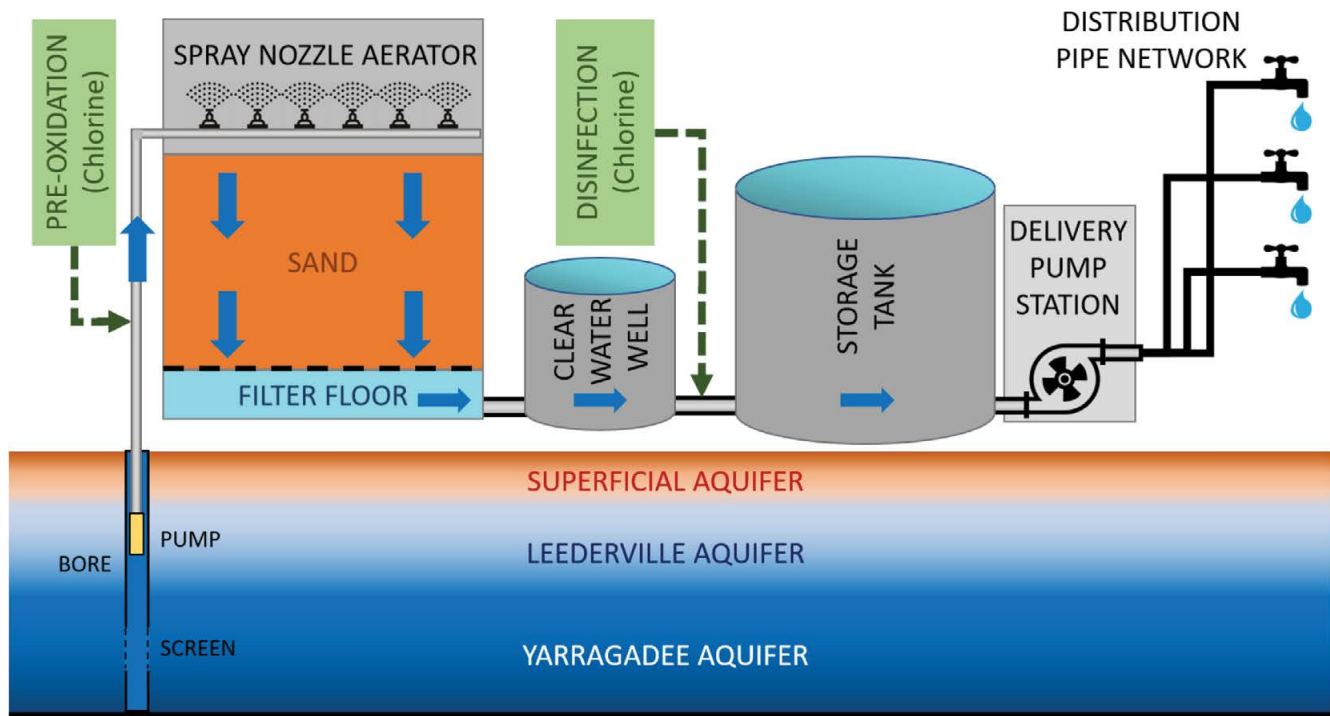 PRE-OXIDATION
(Chlorine)
SPRAY NOZZLE AERATOR
SAND
FILTER FLOOR
DISINFECTION
(Chlorine)
CLEAR
WATER
WELL
STORAGE
TANK
DELIVERY
PUMP
STATION
DISTRIBUTION
PIPE NETWORK
SUPERFICIAL AQUIFER
PUMP
BORE
LEEDERVILLE AQUIFER
SCREEN
YARRAGADEE AQUIFER